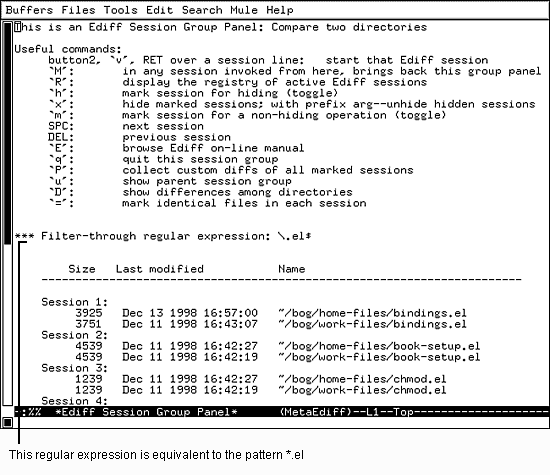 Buffers Files Tools Edit Search Mule Help
This is an Ediff Session Group Panel: Compare two directories
Useful commands:
button2, `v', RET over a session line: start that Ediff session
`M': in any session invoked from here, brings back this group panel
`R': display the registry of active Ediff sessions
`h': mark session for hiding (toggle)
`x': hide marked sessions; with prefix arg--unhide hidden sessions
`m': mark session for a non-hiding operation (toggle)
SPC: next session
DEL: previous session
`E': browse Ediff on-line manual
`q': quit this session group
`P': collect custom diffs of all marked sessions
`u': show parent session group
`D': show differences among directories
`=': mark identical files in each session
*** Filter-through regular expression: \.el$
Size Last modified Name
----------------------------------------------------------------
Session 1:
3925 Dec 13 1998 16:57:00 ~/bog/home-files/bindings.el
3751 Dec 11 1998 16:43:07 ~/bog/work-files/bindings.el
Session 2:
4539 Dec 11 1998 16:42:27 ~/bog/home-files/book-setup.el
4539 Dec 11 1998 16:42:19 ~/bog/work-files/book-setup.el
Session 3:
1239 Dec 11 1998 16:42:27 ~/bog/home-files/chmod.el
1239 Dec 11 1998 16:42:19 ~/bog/work-files/chmod.el
Session 4:
--:%% *Ediff Session Group Panel* (MetaEdiff)--L1--Top---------------------
This regular expression is equivalent to the pattern *.el